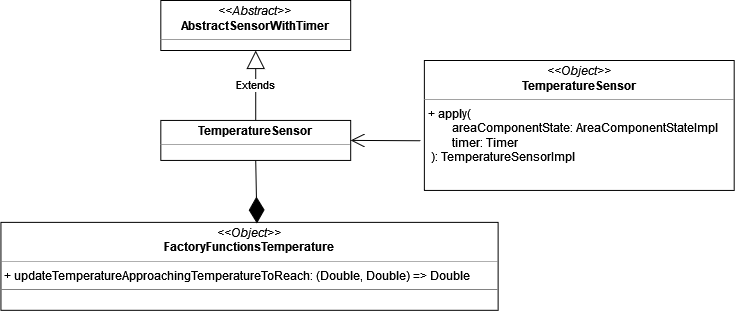 <<Abstract>>
AbstractSensorWithTimer
Extends
<<Object>>
TemperatureSensor
+ apply(
areaComponentState: AreaComponentStateImpl
timer: Timer
): TemperatureSensorImpl
TemperatureSensor
<<Object>>
FactoryFunctionsTemperature
+ updateTemperatureApproachingTemperatureToReach: (Double, Double) => Double